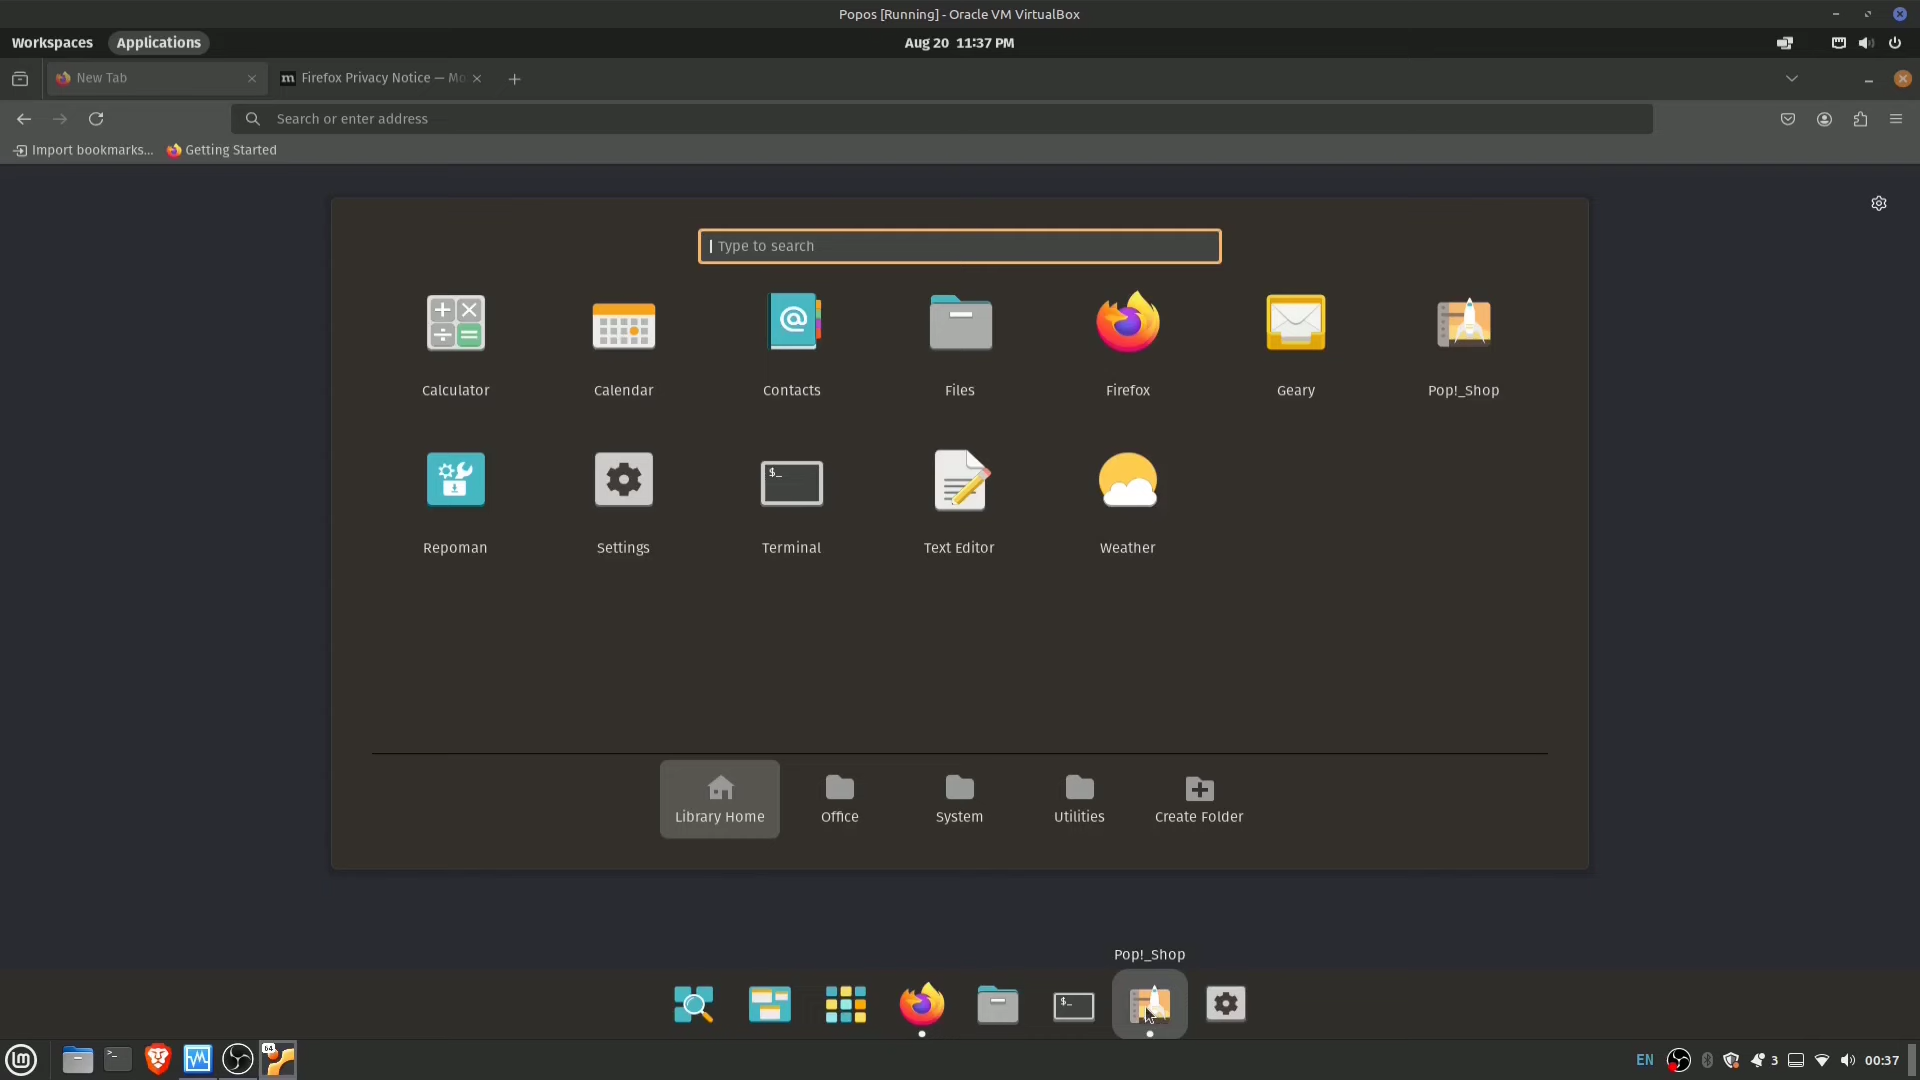 Popos [Running] - Oracle VM VirtualBox
Workspaces Applications Aug 20 11:37 PM
New Tab m Firefox Privacy Notice — Mo
Search or enter address
Import bookmarks... Getting Started
Type to search
Calculator Calendar Contacts Files Firefox Geary Pop!_Shop
$_
Repoman Settings Terminal Text Editor Weather
Library Home Office System Utilities Create Folder
Pop!_Shop
$_
64
EN 3 00:37